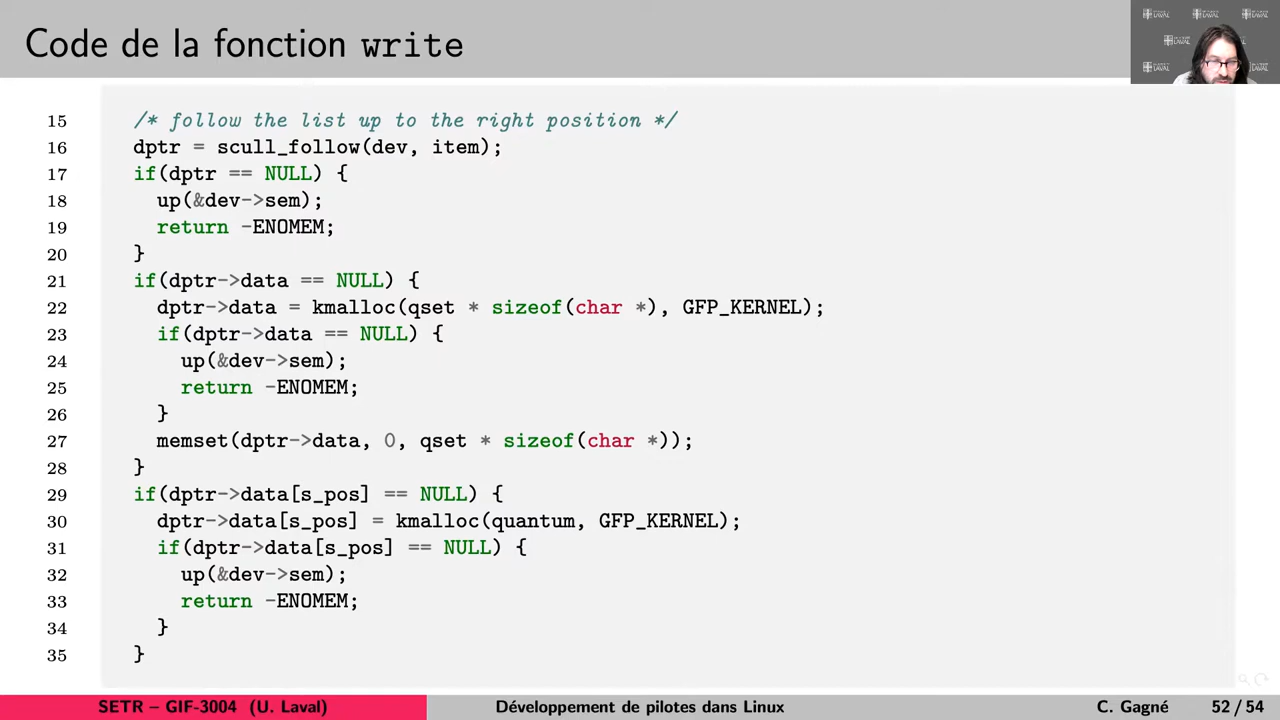 Code de la fonction write
UNIVERSITÉ LAVAL
15 /* follow the list up to the right position */
16 dptr = scull_follow(dev, item);
17 if(dptr == NULL) {
18 up(&dev->sem);
19 return -ENOMEM;
20 }
21 if(dptr->data == NULL) {
22 dptr->data = kmalloc(qset * sizeof(char *), GFP_KERNEL);
23 if(dptr->data == NULL) {
24 up(&dev->sem);
25 return -ENOMEM;
26 }
27 memset(dptr->data, 0, qset * sizeof(char *));
28 }
29 if(dptr->data[s_pos] == NULL) {
30 dptr->data[s_pos] = kmalloc(quantum, GFP_KERNEL);
31 if(dptr->data[s_pos] == NULL) {
32 up(&dev->sem);
33 return -ENOMEM;
34 }
35 }
SETR – GIF-3004 (U. Laval) Développement de pilotes dans Linux C. Gagné 52 / 54